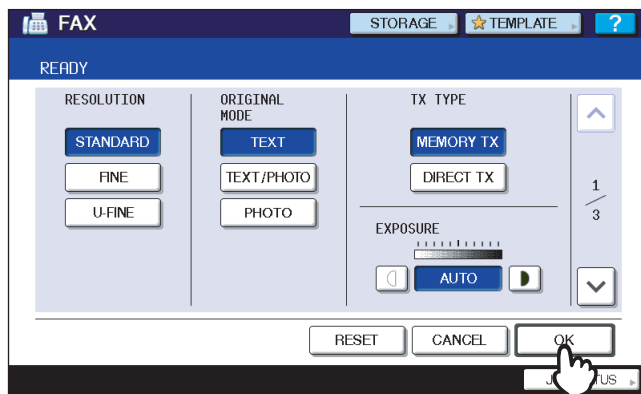 FAX
STORAGE
TEMPLATE
?
READY
RESOLUTION
STANDARD
FINE
U-FINE
ORIGINAL
MODE
TEXT
TEXT/PHOTO
PHOTO
TX TYPE
MEMORY TX
DIRECT TX
EXPOSURE
AUTO
1
3
RESET
CANCEL
OK